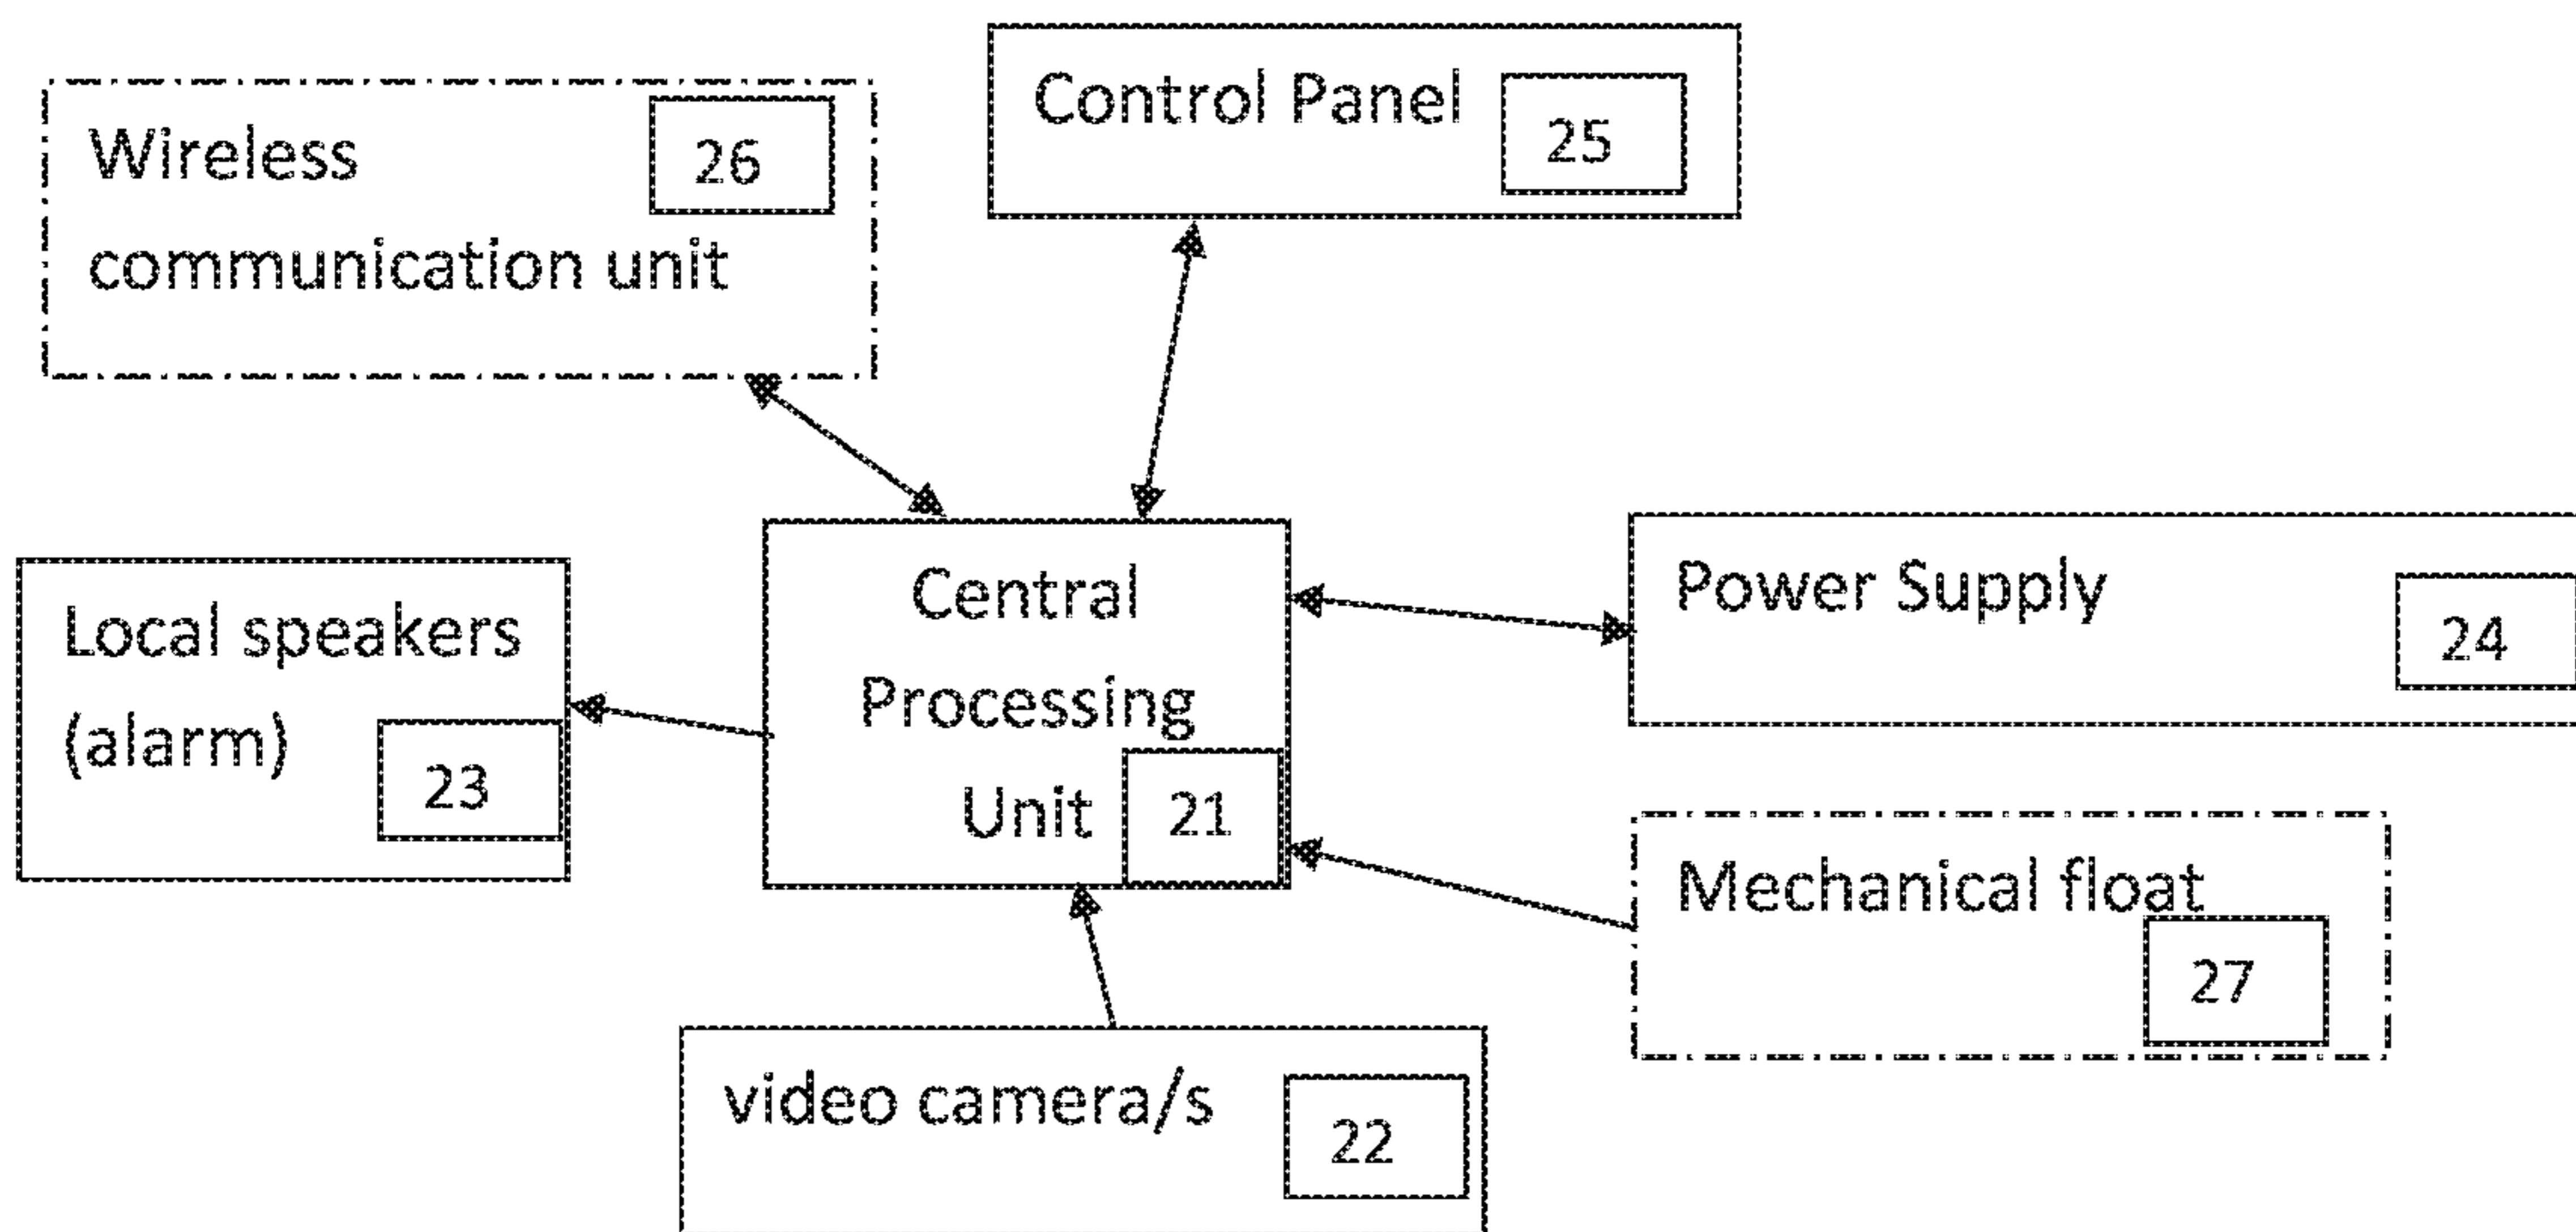 Wireless
communication unit
26
Control Panel
25
Central
Processing
Unit
21
Local speakers
(alarm)
23
Power Supply
24
Mechanical float
27
video camera/s
22